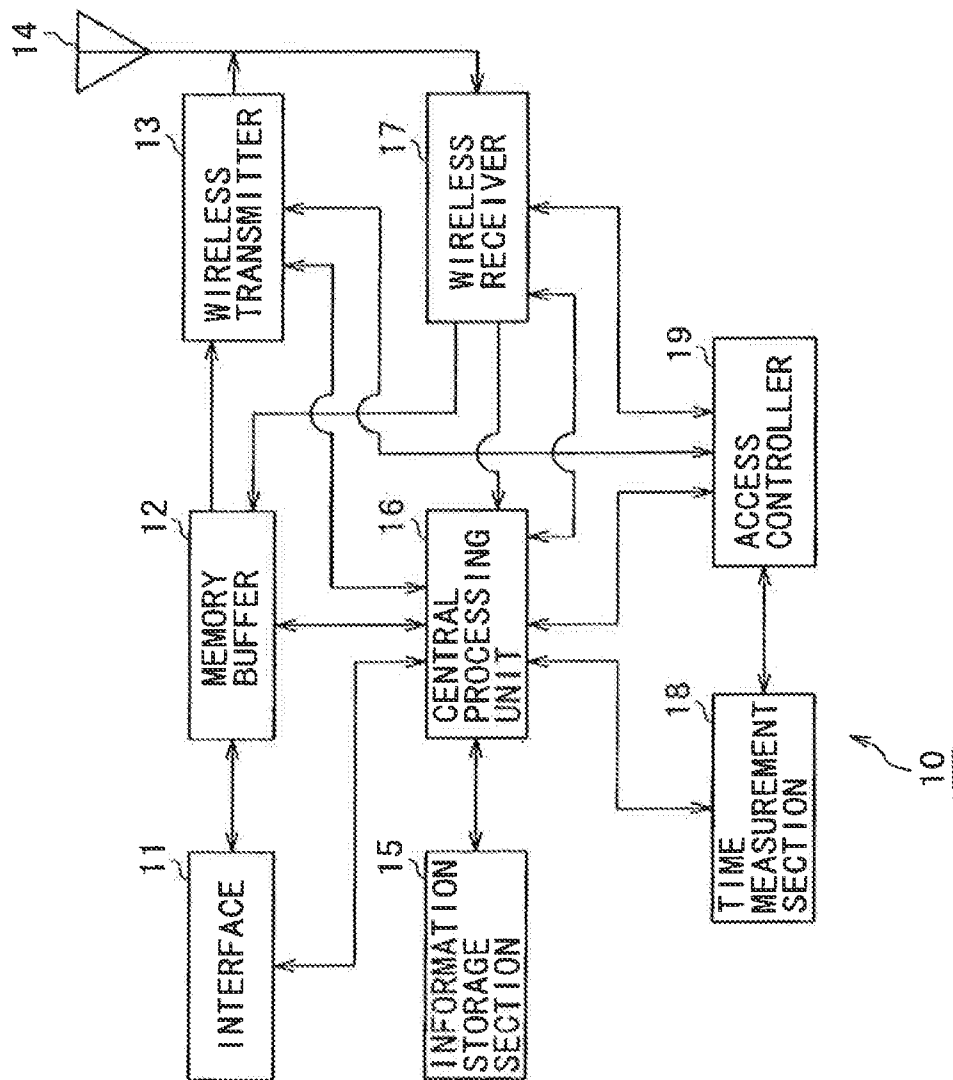 11
INTERFACE
12
MEMORY
BUFFER
13
WIRELESS
TRANSMITTER
14
15
INFORMATION
STORAGE
SECTION
16
CENTRAL
PROCESSING
UNIT
17
WIRELESS
RECEIVER
18
TIME
MEASUREMENT
SECTION
19
ACCESS
CONTROLLER
10